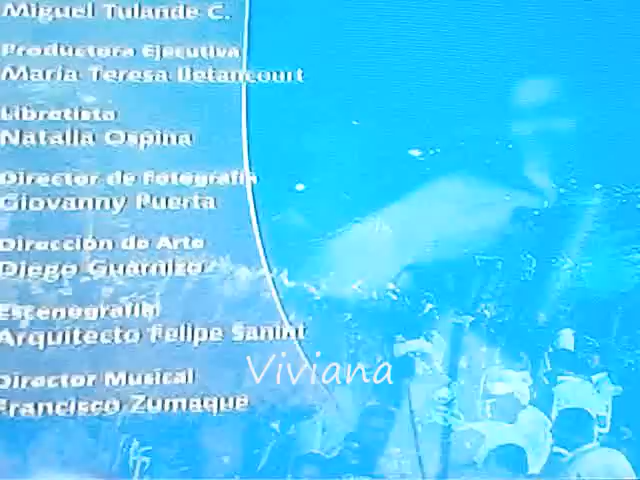 Miguel Tulande C.
Productora Ejecutiva
María Teresa Betancourt
Libretista
Natalia Ospina
Director de Fotografía
Giovanny Puerta
Dirección de Arte
Diego Guarnizo
Escenografía
Arquitecto Felipe Sanint
Director Musical
Francisco Zumaque
Viviana